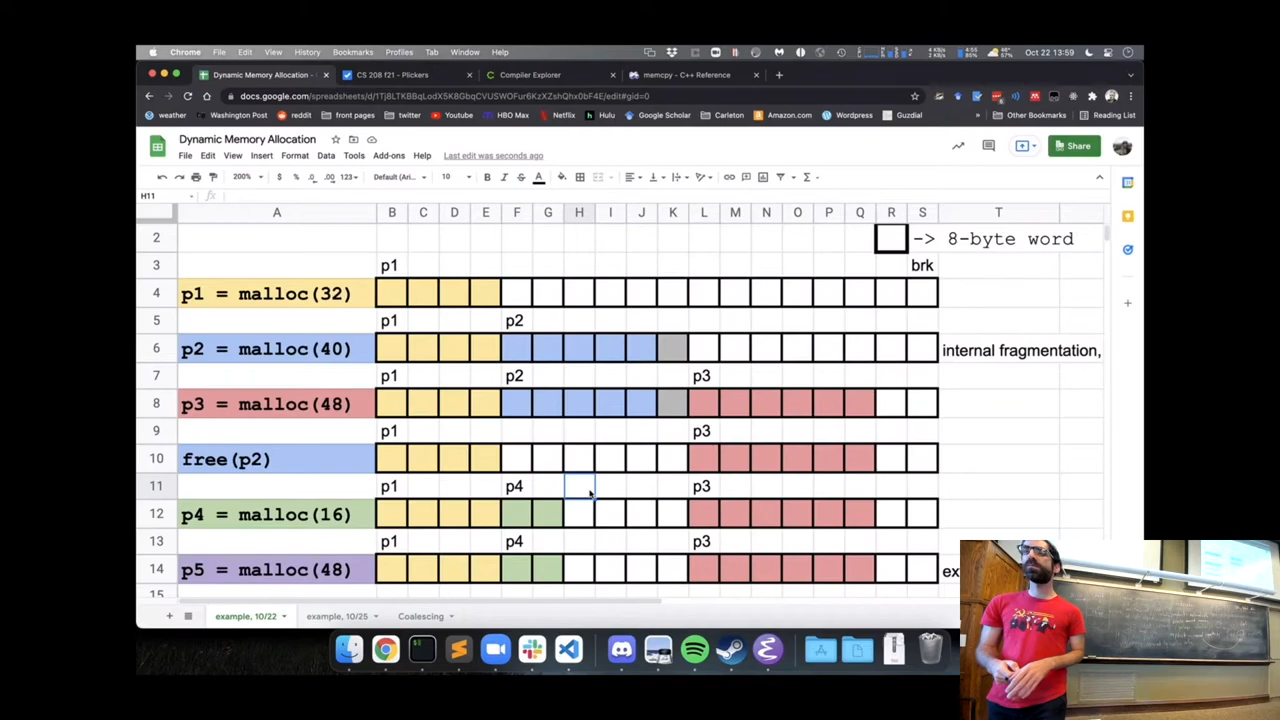 Chrome File Edit View History Bookmarks Profiles Tab Window Help Oct 22 13:59
Dynamic Memory Allocation - CS 208 f21 - Plickers Compiler Explorer memcpy - C++ Reference
docs.google.com/spreadsheets/d/1Tj8LTKBBqLodX5K8GbqCVUSWOFur6KzXZshQhx0bF4E/edit#gid=0
weather Washington Post reddit front pages twitter Youtube HBO Max Netflix Hulu Google Scholar Carleton Amazon.com Wordpress Guzdial » Other Bookmarks Reading List
Dynamic Memory Allocation
File Edit View Insert Format Data Tools Add-ons Help Last edit was seconds ago
Share
200% $ % .0 .00 123 Default (Ari... 10 B I S A
H11 fx
A B C D E F G H I J K L M N O P Q R S T
2 -> 8-byte word
3 p1 brk
4 p1 = malloc(32)
5 p1 p2
6 p2 = malloc(40) internal fragmentation,
7 p1 p2 p3
8 p3 = malloc(48)
9 p1 p3
10 free(p2)
11 p1 p4 p3
12 p4 = malloc(16)
13 p1 p4 p3
14 p5 = malloc(48) ex
15
example, 10/22 example, 10/25 Coalescing